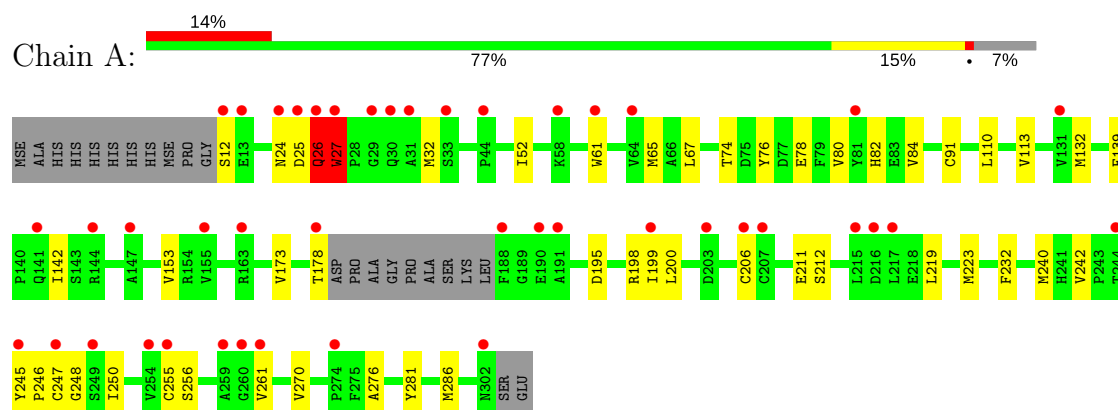 14%
Chain A:
77% 15% • 7%
MSE ALA HIS HIS HIS HIS HIS HIS MSE PRO GLY S12 E13 N24 D25 Q26 W27 P28 G29 Q30 A31 M32 S33 P44 I52 K58 W61 V64 M65 A66 L67 T74 D75 Y76 D77 E78 F79 V80 Y81 H82 E83 V84 C91 L110 V113 V131 M132 E139
P140 Q141 I142 S143 R144 A147 V153 R154 V155 R163 V173 T178 ASP PRO ALA GLY PRO ALA SER LYS LEU F188 G189 E190 A191 D195 R198 I199 L200 D203 C206 C207 E211 S212 L215 D216 L217 E218 L219 M223 F232 M240 H241 V242 P243 T244
Y245 P246 C247 G248 S249 I250 V254 C255 S256 A259 G260 V261 V270 P274 F275 A276 Y281 M286 N302 SER GLU